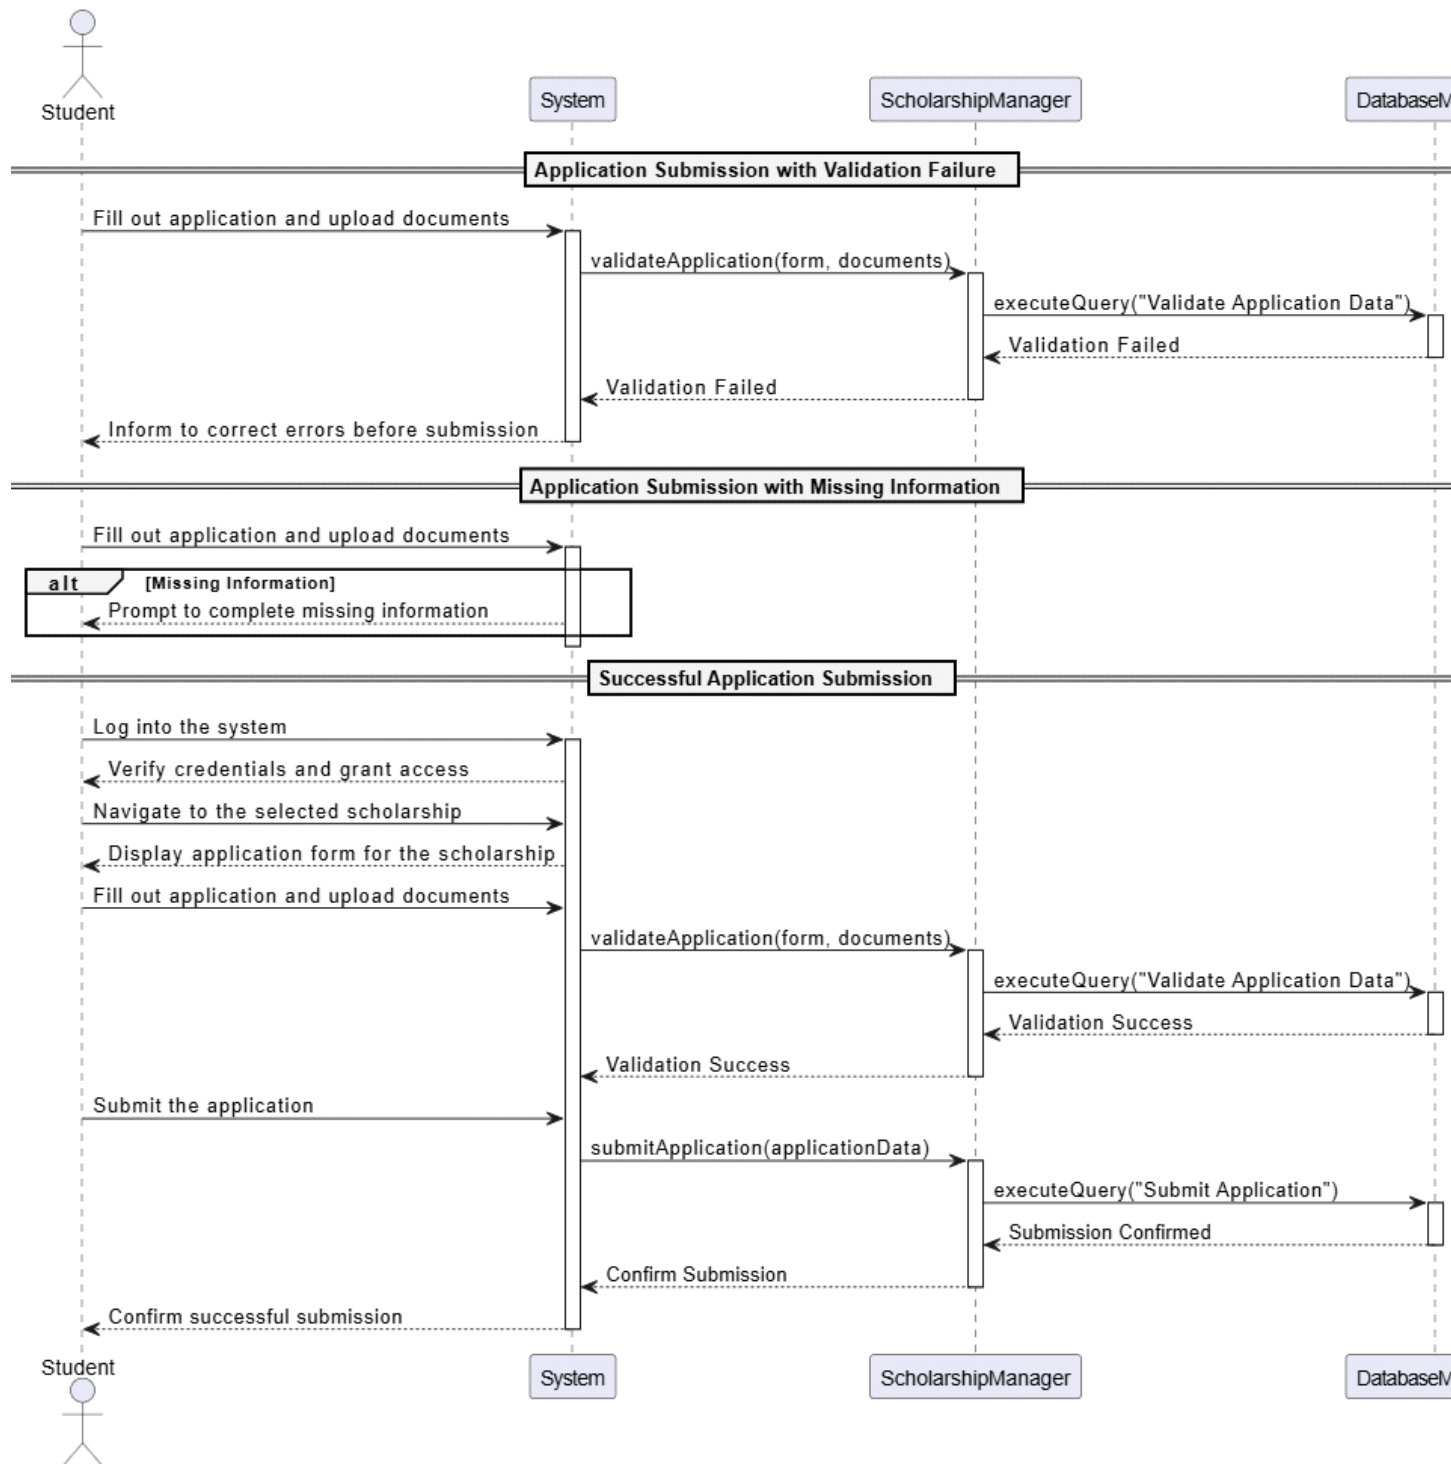 Student
System
ScholarshipManager
DatabaseM
Application Submission with Validation Failure
Fill out application and upload documents
validateApplication(form, documents)
executeQuery("Validate Application Data")
Validation Failed
Validation Failed
Inform to correct errors before submission
Application Submission with Missing Information
Fill out application and upload documents
alt [Missing Information]
Prompt to complete missing information
Successful Application Submission
Log into the system
Verify credentials and grant access
Navigate to the selected scholarship
Display application form for the scholarship
Fill out application and upload documents
validateApplication(form, documents)
executeQuery("Validate Application Data")
Validation Success
Validation Success
Submit the application
submitApplication(applicationData)
executeQuery("Submit Application")
Submission Confirmed
Confirm Submission
Confirm successful submission
Student
System
ScholarshipManager
DatabaseM